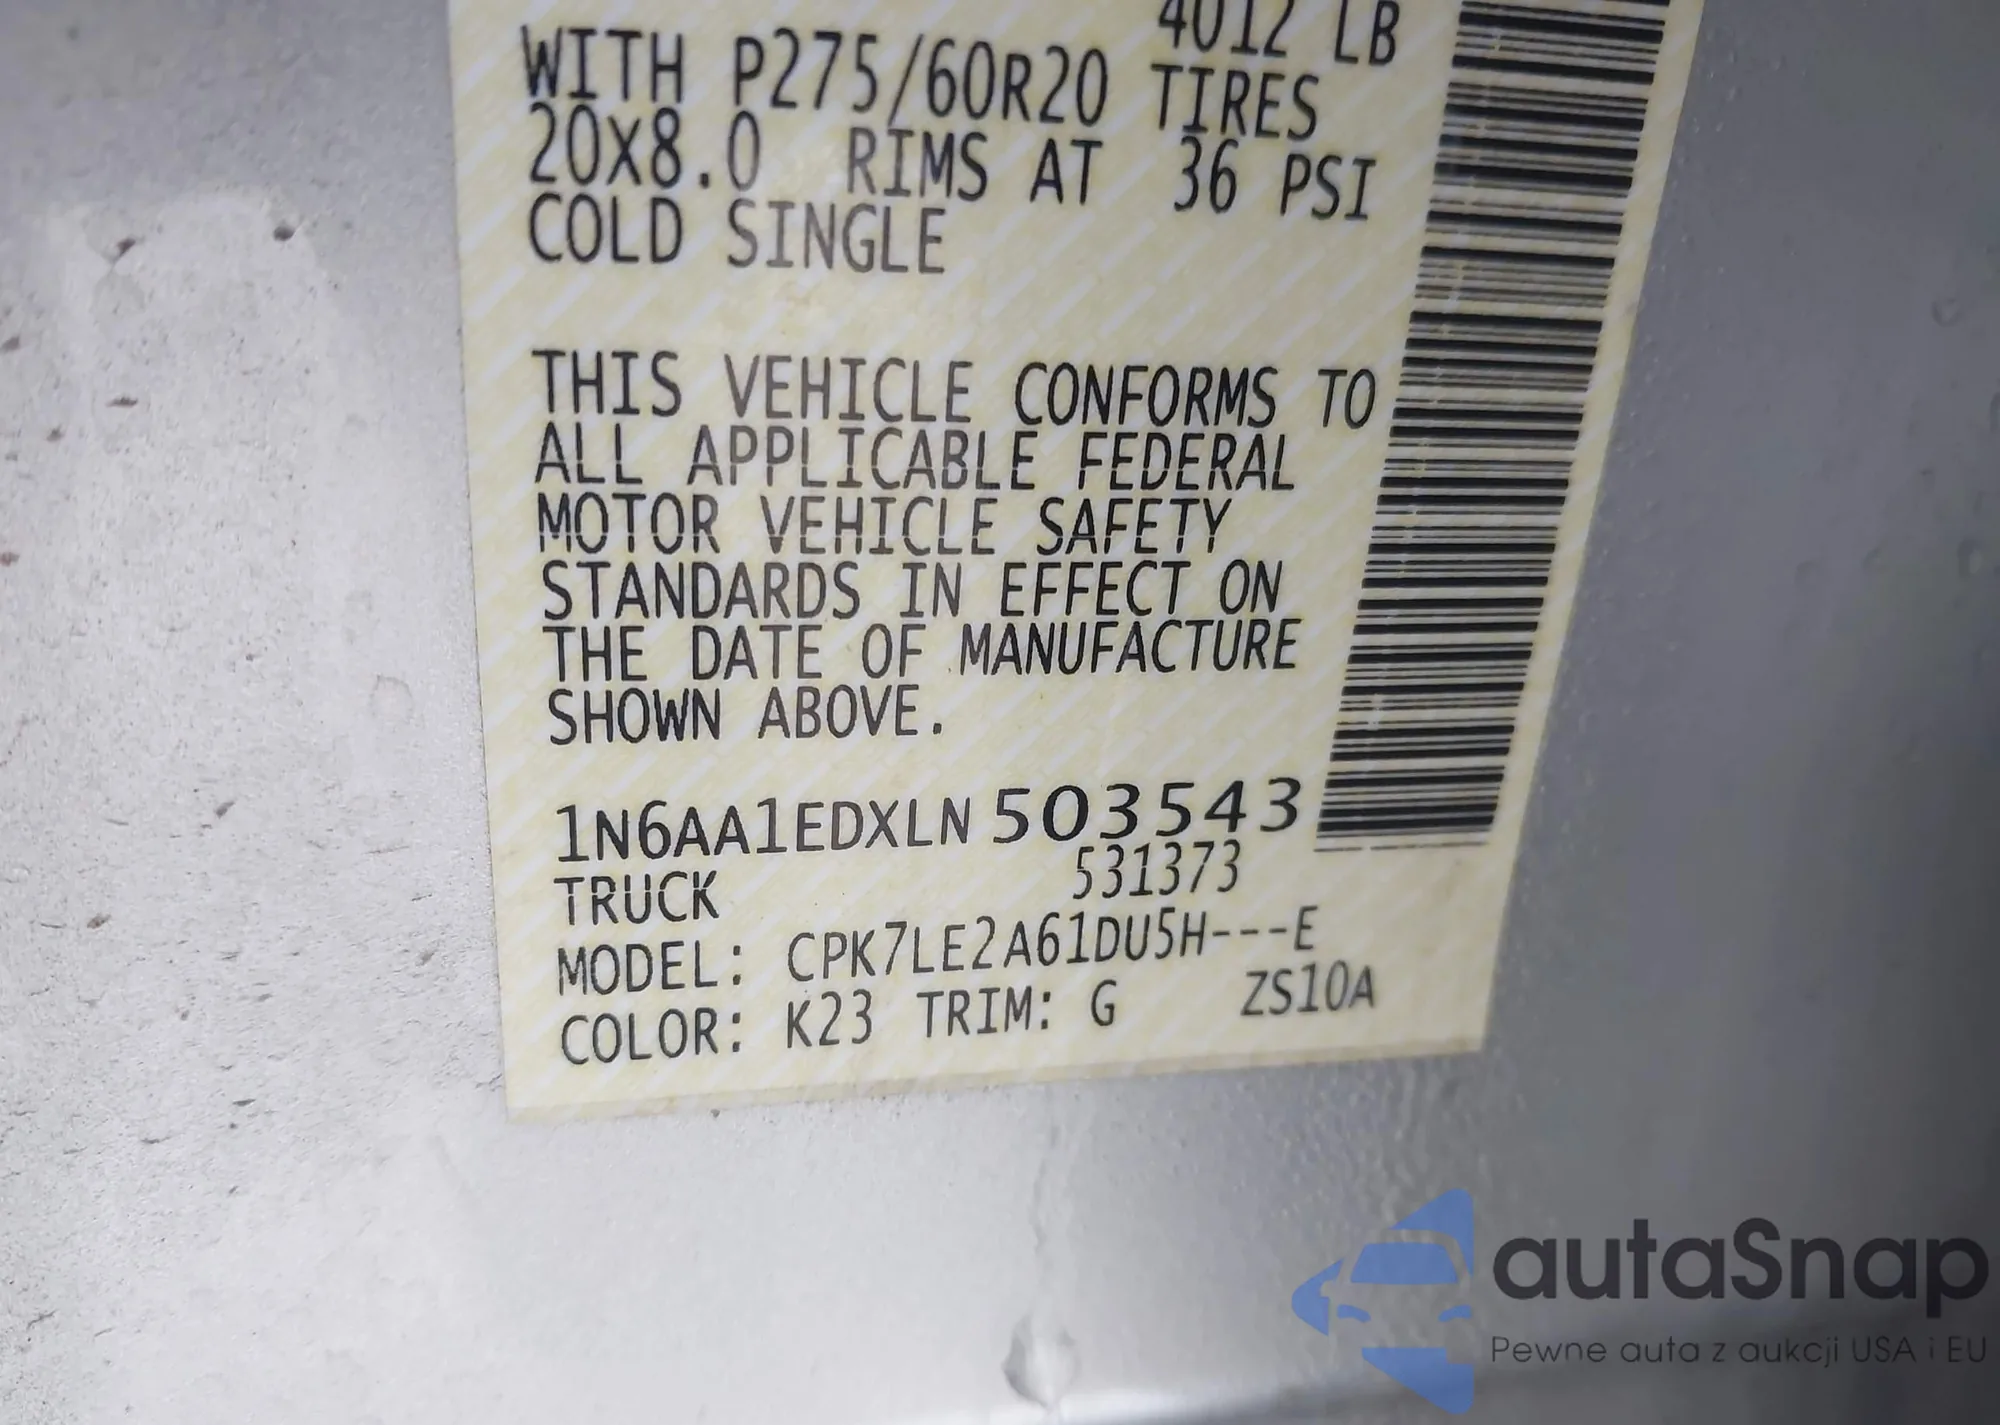 4012 LB
WITH P275/60R20 TIRES
20X8.0 RIMS AT 36 PSI
COLD SINGLE
THIS VEHICLE CONFORMS TO
ALL APPLICABLE FEDERAL
MOTOR VEHICLE SAFETY
STANDARDS IN EFFECT ON
THE DATE OF MANUFACTURE
SHOWN ABOVE.
1N6AA1EDXLN503543
TRUCK 531373
MODEL: CPK7LE2A61DU5H---E
COLOR: K23 TRIM: G ZS10A
autaSnap
Pewne auta z aukcji USA i EU